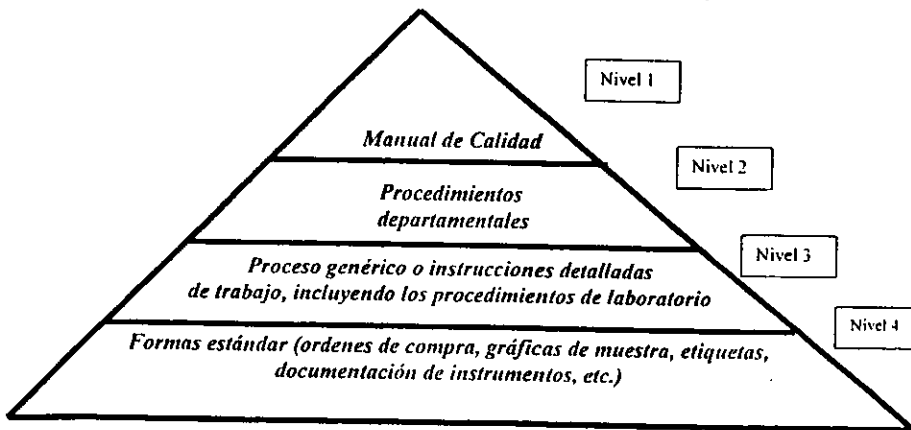 Nivel 1
Manual de Calidad
Nivel 2
Procedimientos
departamentales
Nivel 3
Proceso genérico o instrucciones detalladas
de trabajo, incluyendo los procedimientos de laboratorio
Nivel 4
Formas estándar (ordenes de compra, gráficas de muestra, etiquetas,
documentación de instrumentos, etc.)